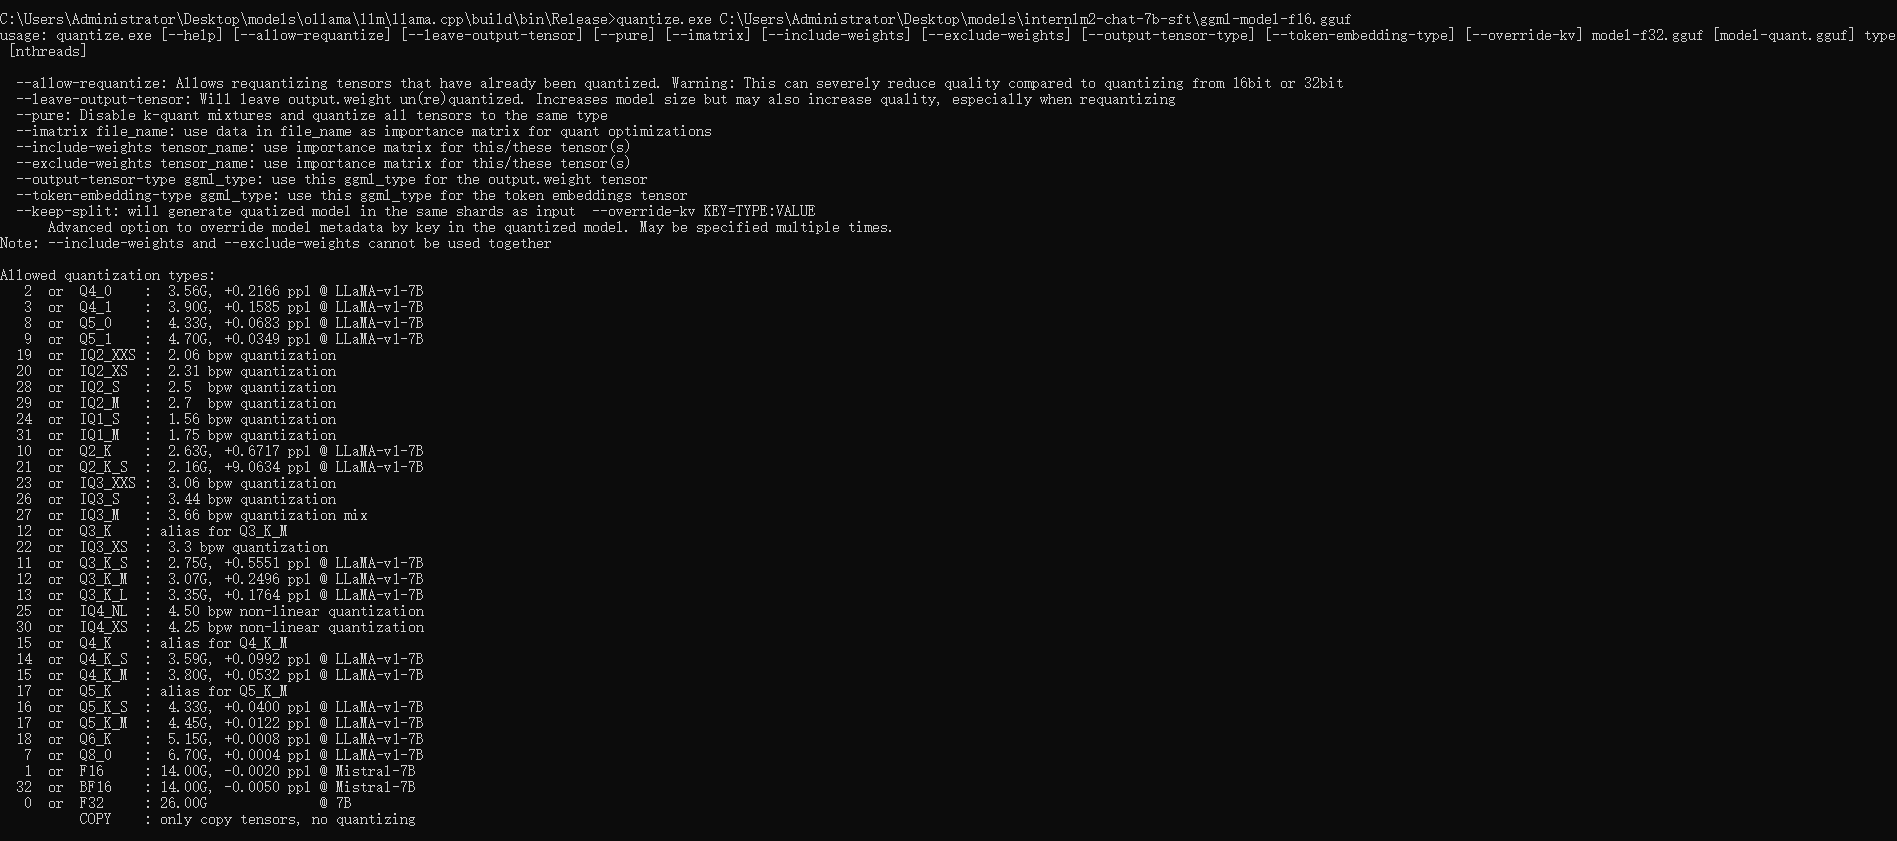 C:\Users\Administrator\Desktop\models\ollama\llm\llama.cpp\build\bin\Release>quantize.exe C:\Users\Administrator\Desktop\models\internlm2-chat-7b-sft\ggml-model-f16.gguf
usage: quantize.exe [--help] [--allow-requantize] [--leave-output-tensor] [--pure] [--imatrix] [--include-weights] [--exclude-weights] [--output-tensor-type] [--token-embedding-type] [--override-kv] model-f32.gguf [model-quant.gguf] type
 [nthreads]

  --allow-requantize: Allows requantizing tensors that have already been quantized. Warning: This can severely reduce quality compared to quantizing from 16bit or 32bit
  --leave-output-tensor: Will leave output.weight un(re)quantized. Increases model size but may also increase quality, especially when requantizing
  --pure: Disable k-quant mixtures and quantize all tensors to the same type
  --imatrix file_name: use data in file_name as importance matrix for quant optimizations
  --include-weights tensor_name: use importance matrix for this/these tensor(s)
  --exclude-weights tensor_name: use importance matrix for this/these tensor(s)
  --output-tensor-type ggml_type: use this ggml_type for the output.weight tensor
  --token-embedding-type ggml_type: use this ggml_type for the token embeddings tensor
  --keep-split: will generate quatized model in the same shards as input  --override-kv KEY=TYPE:VALUE
      Advanced option to override model metadata by key in the quantized model. May be specified multiple times.
Note: --include-weights and --exclude-weights cannot be used together

Allowed quantization types:
   2  or  Q4_0    :  3.56G, +0.2166 ppl @ LLaMA-v1-7B
   3  or  Q4_1    :  3.90G, +0.1585 ppl @ LLaMA-v1-7B
   8  or  Q5_0    :  4.33G, +0.0683 ppl @ LLaMA-v1-7B
   9  or  Q5_1    :  4.70G, +0.0349 ppl @ LLaMA-v1-7B
  19  or  IQ2_XXS :  2.06 bpw quantization
  20  or  IQ2_XS  :  2.31 bpw quantization
  28  or  IQ2_S   :  2.5  bpw quantization
  29  or  IQ2_M   :  2.7  bpw quantization
  24  or  IQ1_S   :  1.56 bpw quantization
  31  or  IQ1_M   :  1.75 bpw quantization
  10  or  Q2_K    :  2.63G, +0.6717 ppl @ LLaMA-v1-7B
  21  or  Q2_K_S  :  2.16G, +9.0634 ppl @ LLaMA-v1-7B
  23  or  IQ3_XXS :  3.06 bpw quantization
  26  or  IQ3_S   :  3.44 bpw quantization
  27  or  IQ3_M   :  3.66 bpw quantization mix
  12  or  Q3_K    : alias for Q3_K_M
  22  or  IQ3_XS  :  3.3 bpw quantization
  11  or  Q3_K_S  :  2.75G, +0.5551 ppl @ LLaMA-v1-7B
  12  or  Q3_K_M  :  3.07G, +0.2496 ppl @ LLaMA-v1-7B
  13  or  Q3_K_L  :  3.35G, +0.1764 ppl @ LLaMA-v1-7B
  25  or  IQ4_NL  :  4.50 bpw non-linear quantization
  30  or  IQ4_XS  :  4.25 bpw non-linear quantization
  15  or  Q4_K    : alias for Q4_K_M
  14  or  Q4_K_S  :  3.59G, +0.0992 ppl @ LLaMA-v1-7B
  15  or  Q4_K_M  :  3.80G, +0.0532 ppl @ LLaMA-v1-7B
  17  or  Q5_K    : alias for Q5_K_M
  16  or  Q5_K_S  :  4.33G, +0.0400 ppl @ LLaMA-v1-7B
  17  or  Q5_K_M  :  4.45G, +0.0122 ppl @ LLaMA-v1-7B
  18  or  Q6_K    :  5.15G, +0.0008 ppl @ LLaMA-v1-7B
   7  or  Q8_0    :  6.70G, +0.0004 ppl @ LLaMA-v1-7B
   1  or  F16     : 14.00G, -0.0020 ppl @ Mistral-7B
  32  or  BF16    : 14.00G, -0.0050 ppl @ Mistral-7B
   0  or  F32     : 26.00G              @ 7B
          COPY    : only copy tensors, no quantizing